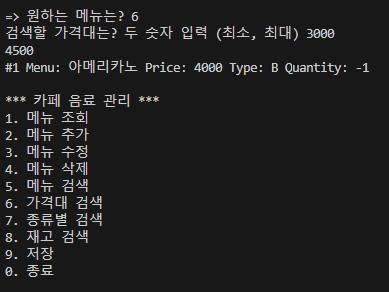 => 원하는 메뉴는? 6
검색할 가격대는? 두 숫자 입력 (최소, 최대) 3000
4500
#1 Menu: 아메리카노 Price: 4000 Type: B Quantity: -1
*** 카페 음료 관리 ***
1. 메뉴 조회
2. 메뉴 추가
3. 메뉴 수정
4. 메뉴 삭제
5. 메뉴 검색
6. 가격대 검색
7. 종류별 검색
8. 재고 검색
9. 저장
0. 종료